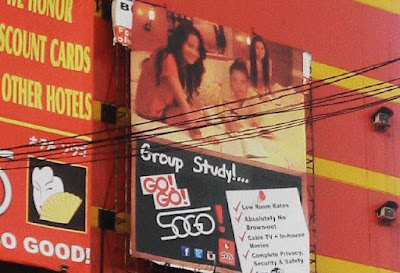 E HONOR
SCOUNT CARDS
OTHER HOTELS
SO GOOD!
Group Study!...
GO!
GO!
SOGO
Low Room Rates
Absolutely No
Brown-out
Cable TV • In-house
Movies
Complete Privacy,
Security & Safety